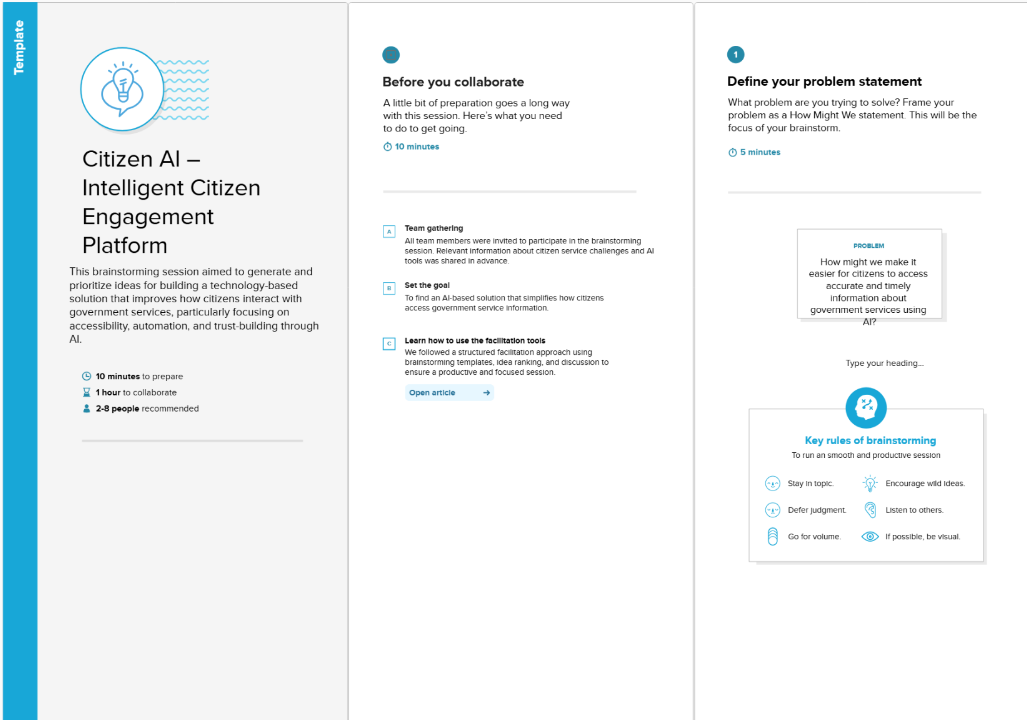 Template
Citizen AI –
Intelligent Citizen
Engagement
Platform
This brainstorming session aimed to generate and
prioritize ideas for building a technology-based
solution that improves how citizens interact with
government services, particularly focusing on
accessibility, automation, and trust-building through
AI.
10 minutes to prepare
1 hour to collaborate
2-8 people recommended
Before you collaborate
A little bit of preparation goes a long way
with this session. Here's what you need
to do to get going.
10 minutes
A
Team gathering
All team members were invited to participate in the brainstorming
session. Relevant information about citizen service challenges and AI
tools was shared in advance.
B
Set the goal
To find an AI-based solution that simplifies how citizens
access government service information.
C
Learn how to use the facilitation tools
We followed a structured facilitation approach using
brainstorming templates, idea ranking, and discussion to
ensure a productive and focused session.
Open article
1
Define your problem statement
What problem are you trying to solve? Frame your
problem as a How Might We statement. This will be the
focus of your brainstorm.
5 minutes
PROBLEM
How might we make it
easier for citizens to access
accurate and timely
information about
government services using
AI?
Type your heading...
Key rules of brainstorming
To run an smooth and productive session
Stay in topic.
Encourage wild ideas.
Defer judgment.
Listen to others.
Go for volume.
If possible, be visual.